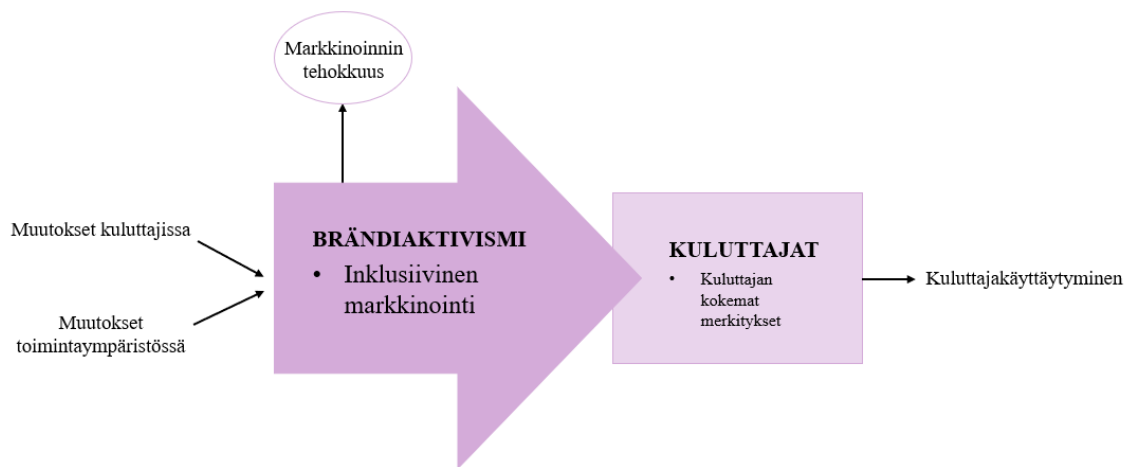 Markkinoinnin
tehokkuus
Muutokset kuluttajissa
Muutokset
toimintaympäristössä
BRÄNDIAKTIVISMI
• Inklusiivinen
markkinointi
KULUTTAJAT
• Kuluttajan
kokemat
merkitykset
Kuluttajakäyttäytyminen